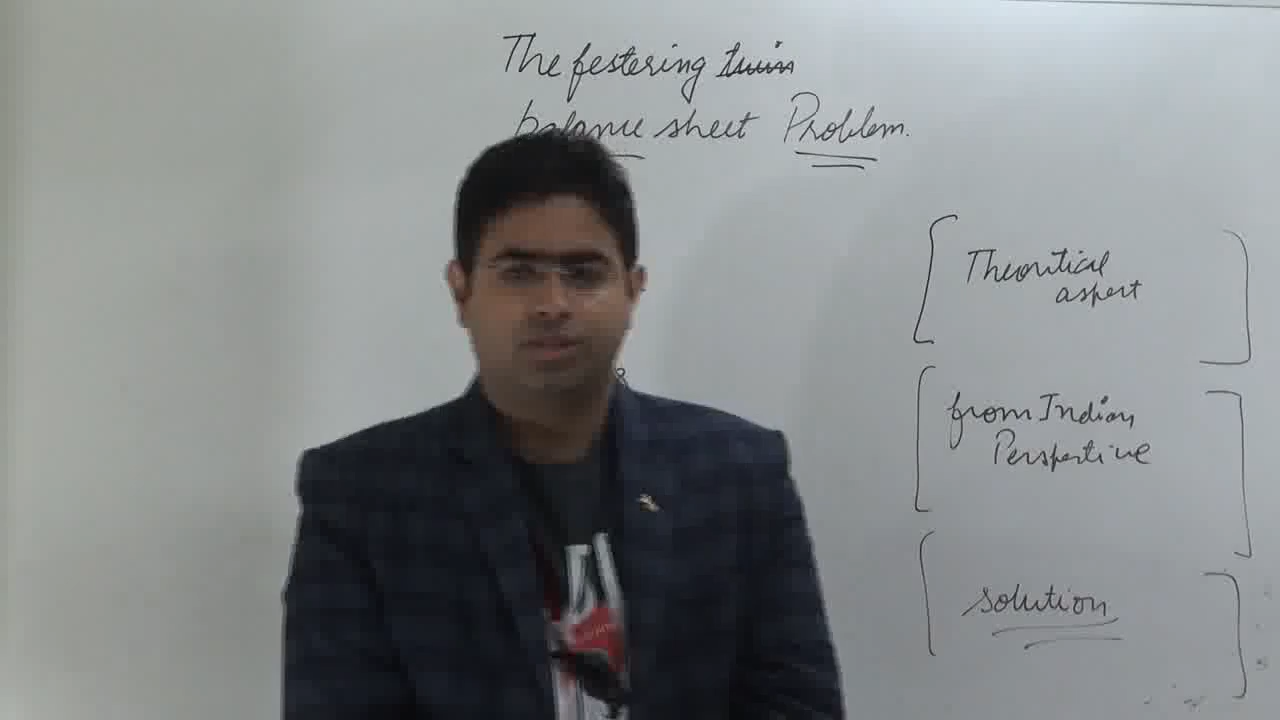 The festering twin
balance sheet Problem.
Theoritical
aspect
from Indian
Perspective
solution